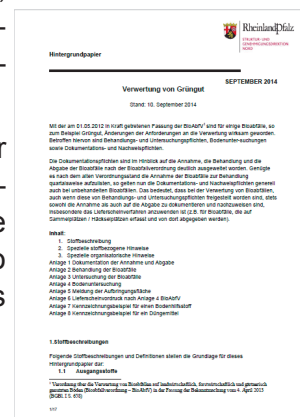 RheinlandPfalz
STRUKTUR- UND
GENEHMIGUNGSDIREKTION
NORD
Hintergrundpapier
SEPTEMBER 2014
Verwertung von Grüngut
Stand: 10. September 2014
Mit der am 01.05.2012 in Kraft getretenen Fassung der BioAbfV¹ sind für einige Bioabfälle, so
zum Beispiel Grüngut, Änderungen der Anforderungen an die Verwertung wirksam geworden.
Betroffen hiervon sind Behandlungs- und Untersuchungspflichten, Bodenuntersuchungen
sowie Dokumentations- und Nachweispflichten.
Die Dokumentationspflichten sind im Hinblick auf die Annahme, die Behandlung und die
Abgabe der Bioabfälle nach der Bioabfallverordnung deutlich ausgeweitet worden. Genügte
es nach dem alten Verordnungsstand die Annahme der Bioabfälle zur Behandlung
quartalsweise aufzulisten, so gelten nun die Dokumentations- und Nachweispflichten generell
auch bei unbehandelten Bioabfällen. Das bedeutet, dass bei der Verwertung von Bioabfällen,
auch wenn diese von Behandlungs- und Untersuchungspflichten freigestellt worden sind, stets
sowohl die Annahme als auch die Abgabe zu dokumentieren und nachzuweisen sind,
insbesondere das Lieferscheinverfahren anzuwenden ist (z.B. für Bioabfälle, die auf
Sammelplätzen / Häckselplätzen erfasst und von dort abgegeben werden).
Inhalt:
1. Stoffbeschreibung
2. Spezielle stoffbezogene Hinweise
3. Spezielle organisatorische Hinweise
Anlage 1 Dokumentation der Annahme und Abgabe
Anlage 2 Behandlung der Bioabfälle
Anlage 3 Untersuchung der Bioabfälle
Anlage 4 Bodenuntersuchung
Anlage 5 Meldung der Aufbringungsfläche
Anlage 6 Lieferscheinvordruck nach Anlage 4 BioAbfV
Anlage 7 Kennzeichnungsbeispiel für einen Bodenhilfsstoff
Anlage 8 Kennzeichnungsbeispiel für ein Düngemittel
1.Stoffbeschreibung
Folgende Stoffbeschreibungen und Definitionen stellen die Grundlage für dieses
Hintergrundpapier dar:
1.1 Ausgangsstoffe
¹ Verordnung über die Verwertung von Bioabfällen auf landwirtschaftlich, forstwirtschaftlich und gärtnerisch
genutzten Böden (Bioabfallverordnung – BioAbfV) in der Fassung der Bekanntmachung vom 4. April 2013
(BGBl. I S. 658)
1/17